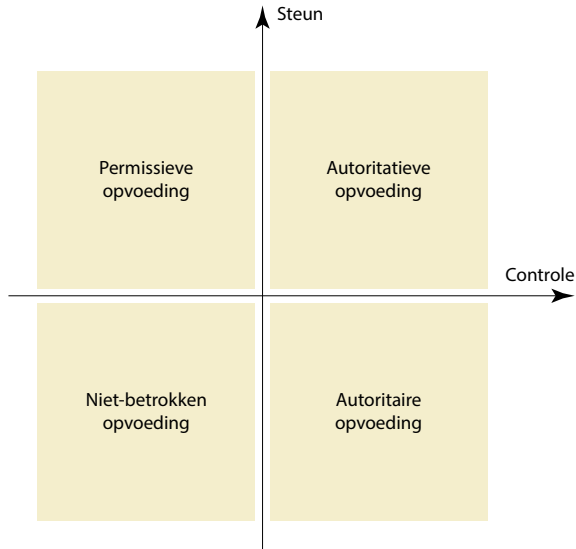 Steun
Permissieve
opvoeding
Autoritatieve
opvoeding
Controle
Niet-betrokken
opvoeding
Autoritaire
opvoeding